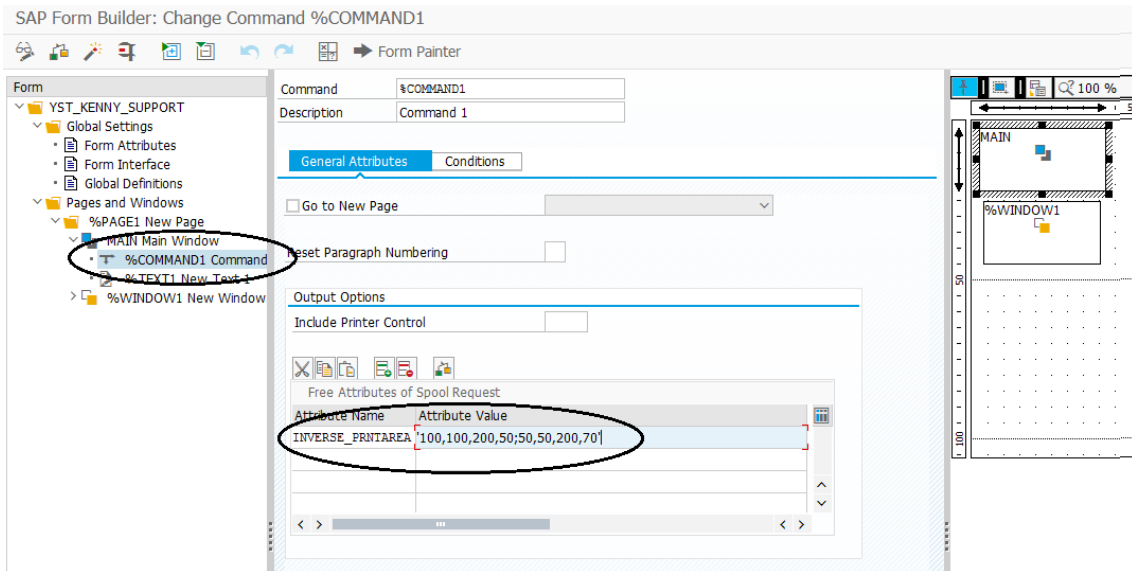 SAP Form Builder: Change Command %COMMAND1
Form Painter
Form
YST_KENNY_SUPPORT
Global Settings
Form Attributes
Form Interface
Global Definitions
Pages and Windows
%PAGE1 New Page
MAIN Main Window
%COMMAND1 Command
%TEXT1 New Text 1
%WINDOW1 New Window
Command %COMMAND1
Description Command 1
General Attributes Conditions
Go to New Page
Reset Paragraph Numbering
Output Options
Include Printer Control
Free Attributes of Spool Request
Attribute Name Attribute Value
INVERSE_PRNTAREA '100,100,200,50;50,50,200,70'
100 %
5
MAIN
%WINDOW1
50
100